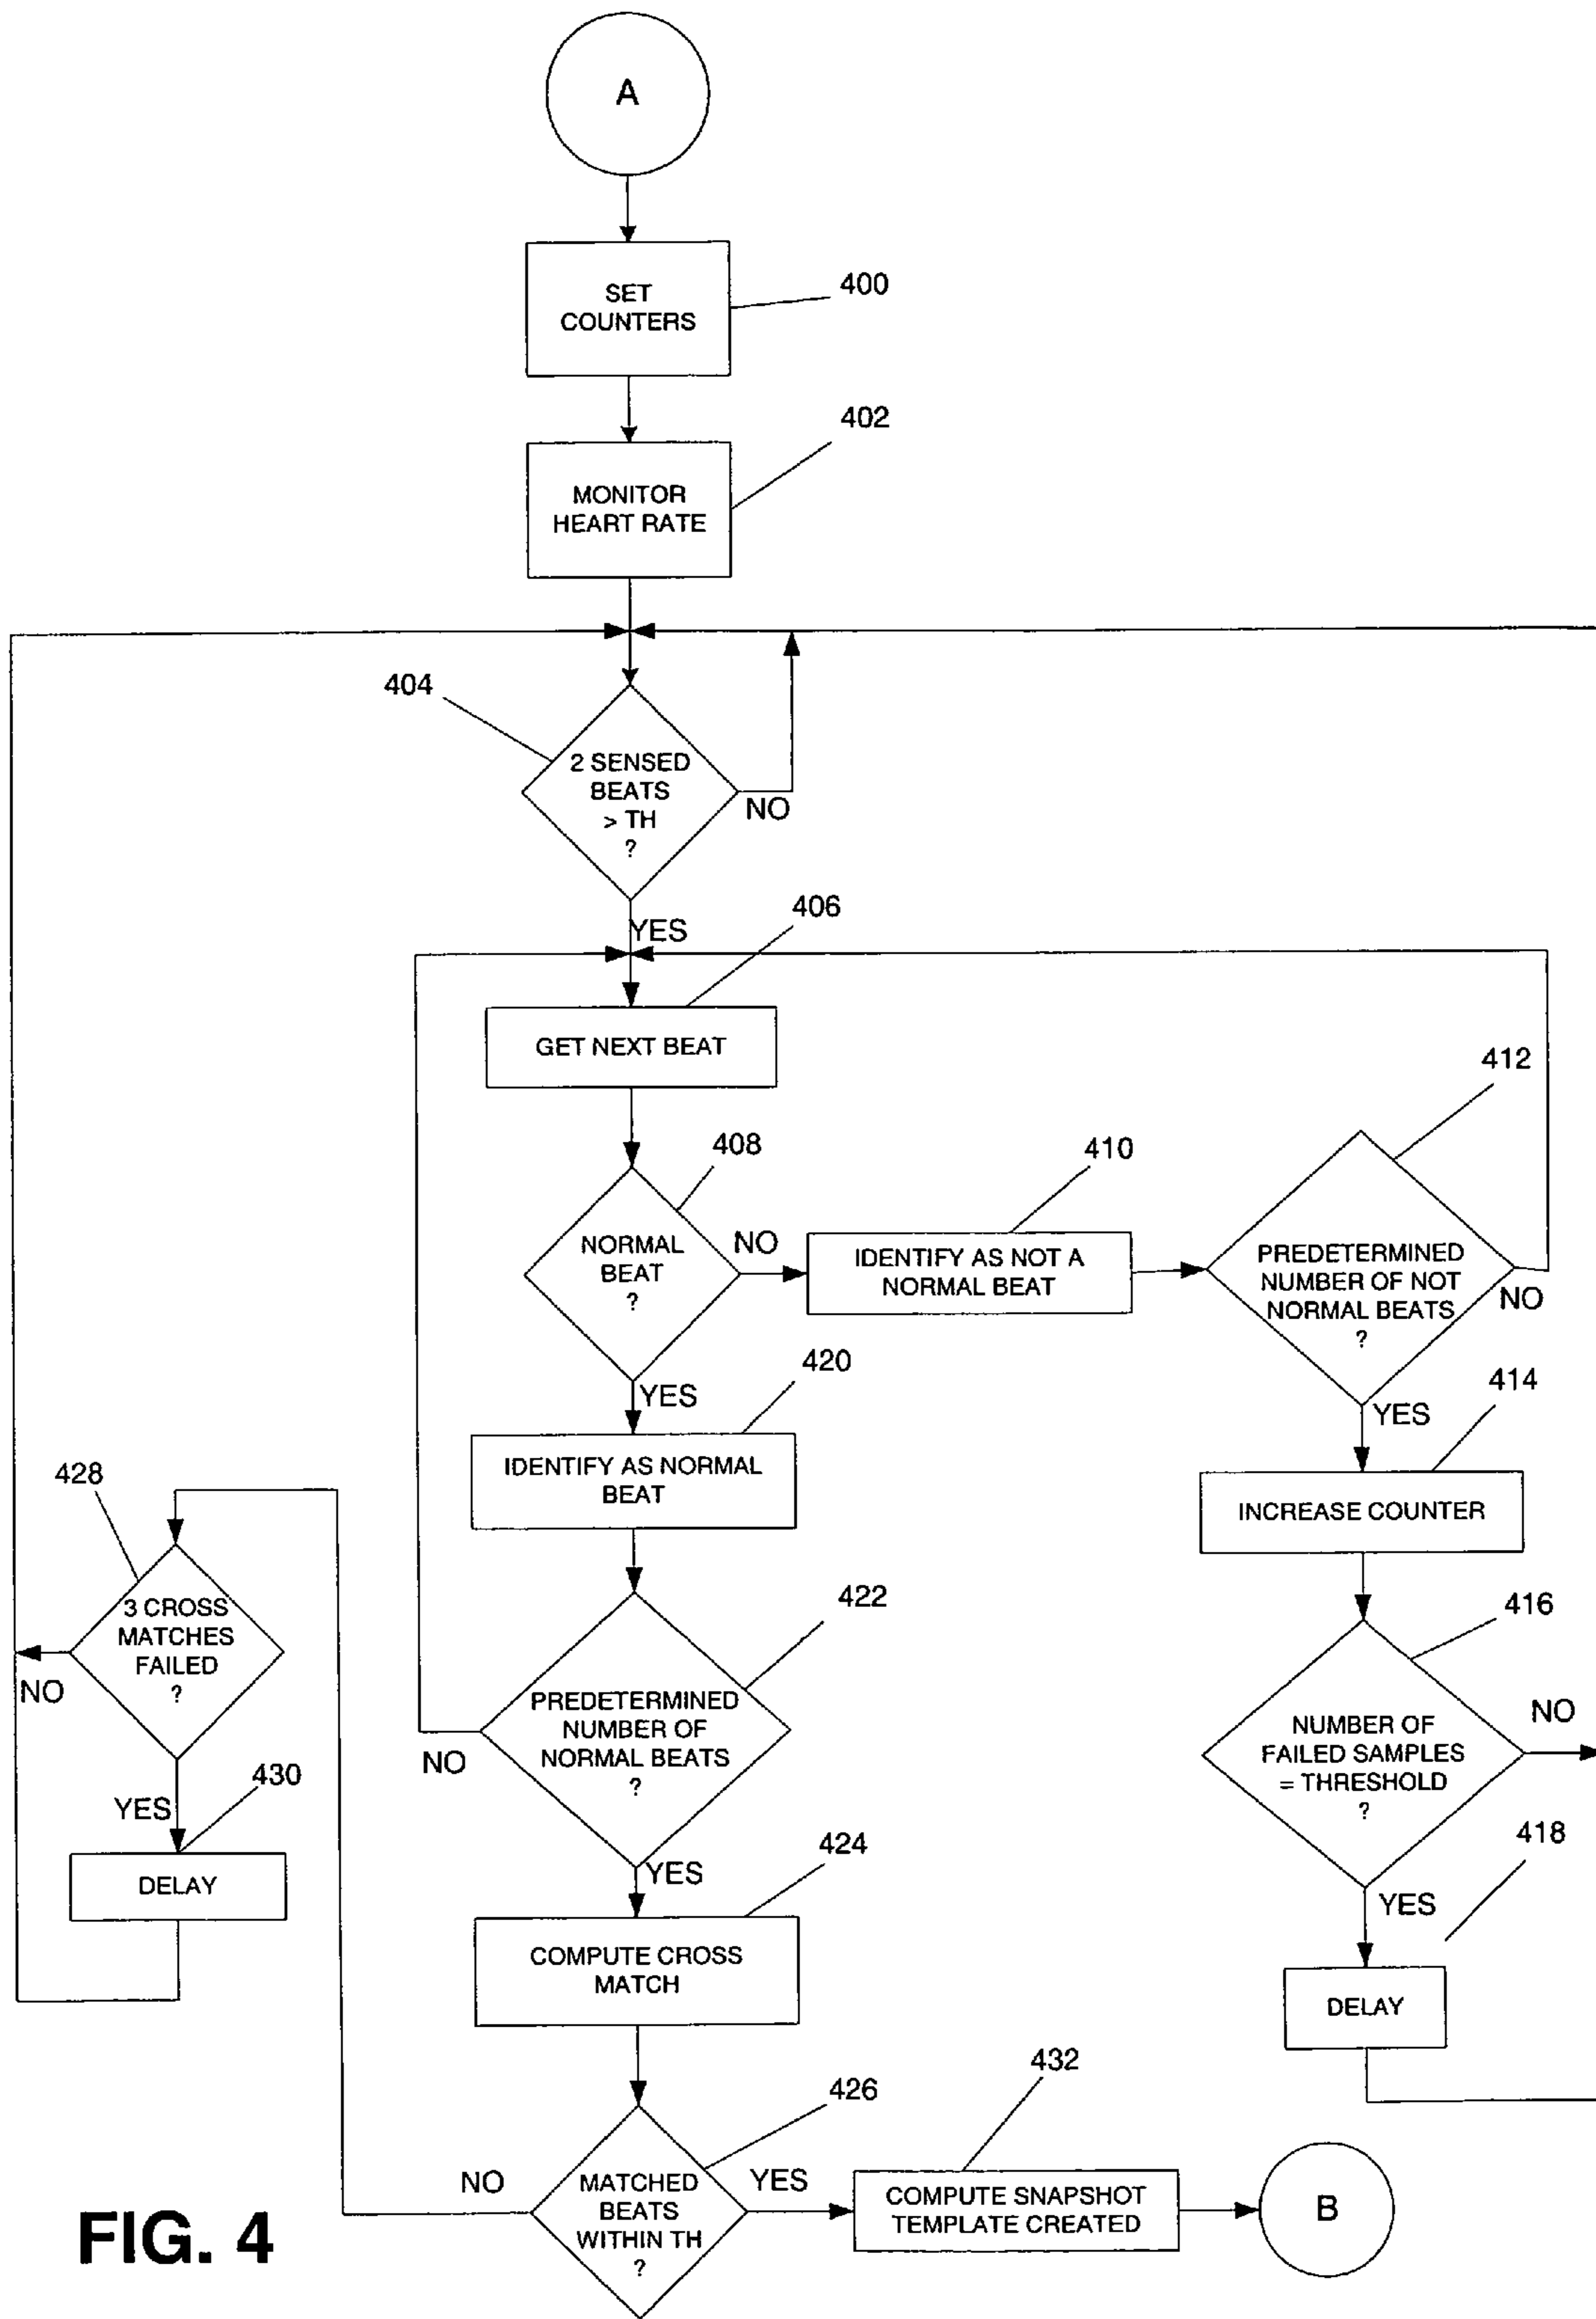 A
SET
COUNTERS
400
MONITOR
HEART RATE
402
404
2 SENSED
BEATS
> TH
?
NO
YES
406
GET NEXT BEAT
408
NORMAL
BEAT
?
NO
YES
410
IDENTIFY AS NOT A
NORMAL BEAT
412
PREDETERMINED
NUMBER OF NOT
NORMAL BEATS
?
NO
YES
414
INCREASE COUNTER
416
NUMBER OF
FAILED SAMPLES
= THRESHOLD
?
NO
YES
418
DELAY
420
IDENTIFY AS NORMAL
BEAT
422
PREDETERMINED
NUMBER OF
NORMAL BEATS
?
NO
YES
424
COMPUTE CROSS
MATCH
426
MATCHED
BEATS
WITHIN TH
?
NO
YES
428
3 CROSS
MATCHES
FAILED
?
NO
YES
430
DELAY
432
COMPUTE SNAPSHOT
TEMPLATE CREATED
B
FIG. 4